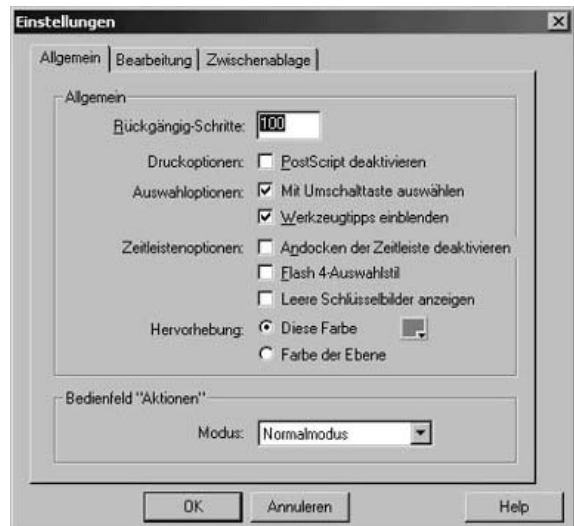 Einstellungen
Allgemein Bearbeitung Zwischenablage
Allgemein
Rückgängig-Schritte: 100
Druckoptionen: PostScript deaktivieren
Auswahloptionen: Mit Umschalttaste auswählen
Werkzeugtipps einblenden
Zeitleistenoptionen: Andocken der Zeitleiste deaktivieren
Flash 4-Auswahlstil
Leere Schlüsselbilder anzeigen
Hervorhebung: Diese Farbe
Farbe der Ebene
Bedienfeld "Aktionen"
Modus: Normalmodus
OK Annuleren Help